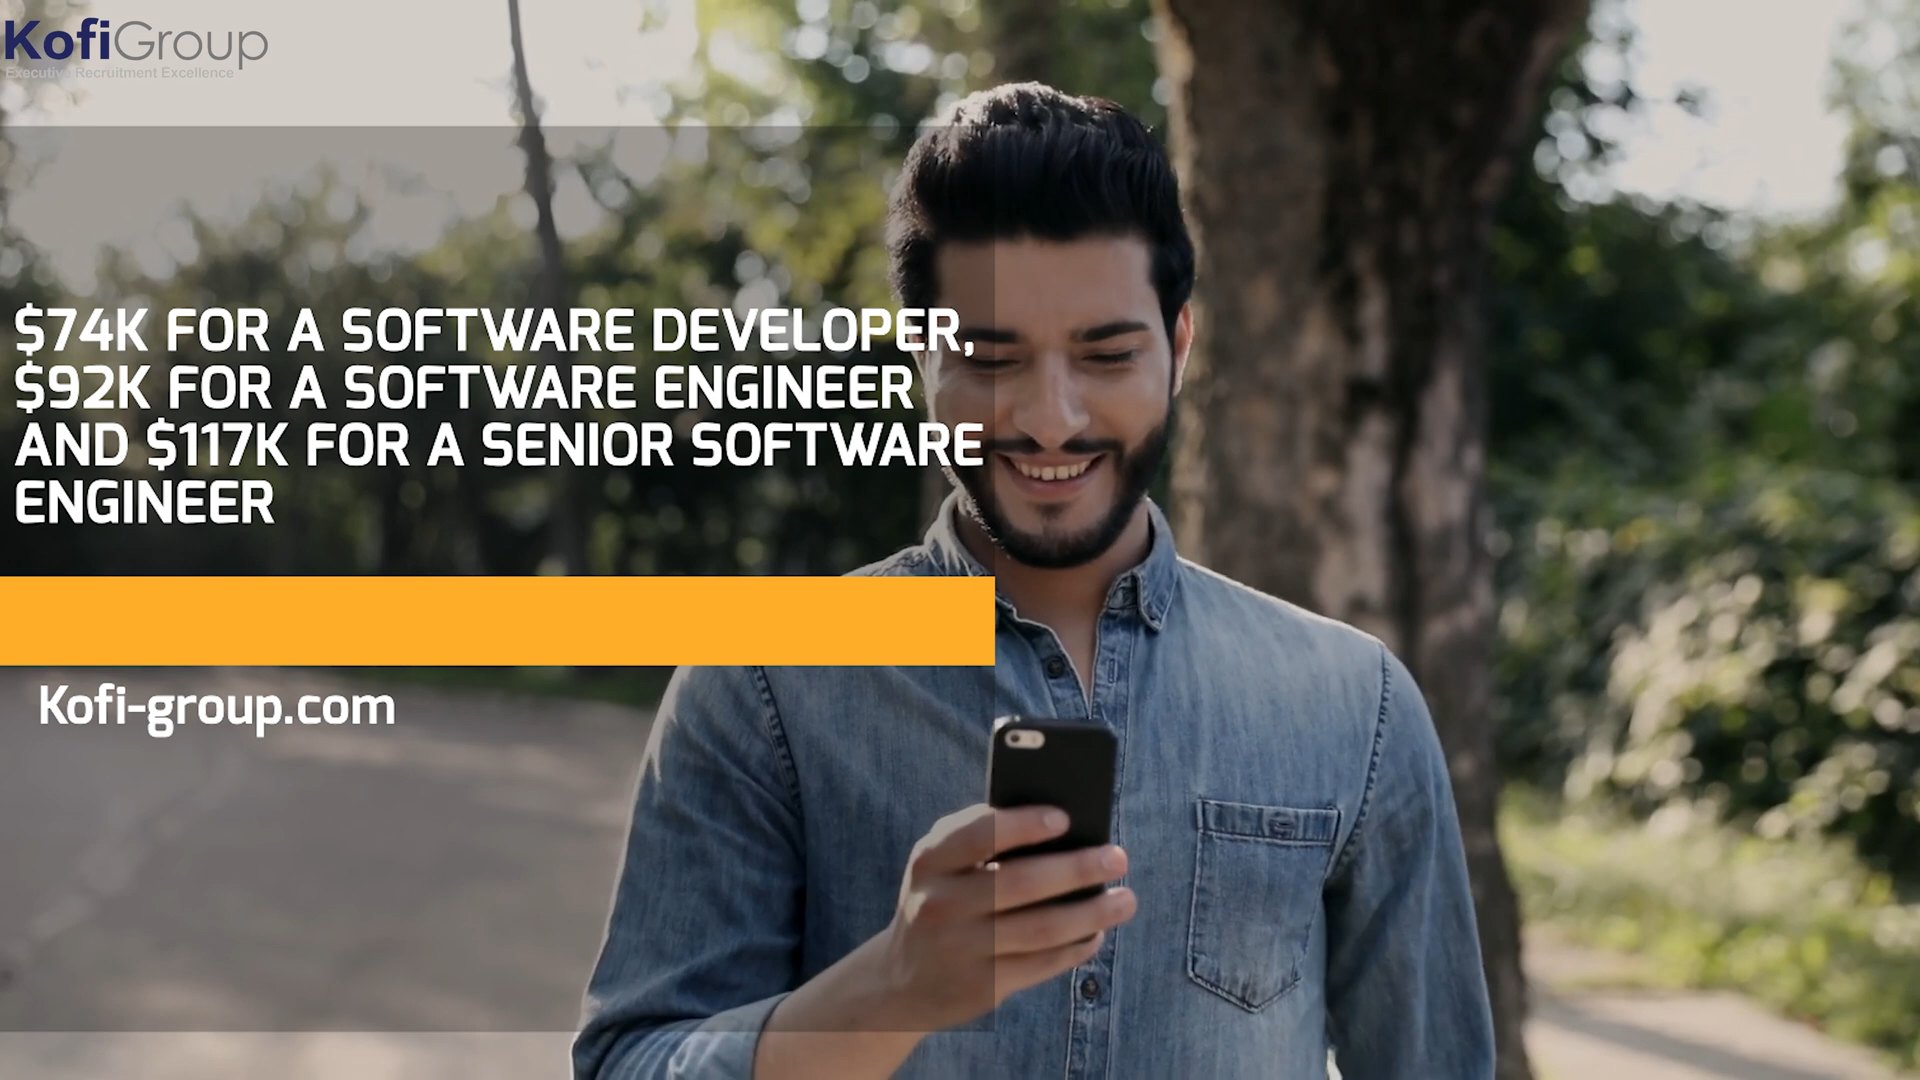 KofiGroup
Executive Recruitment Excellence
$74K FOR A SOFTWARE DEVELOPER,
$92K FOR A SOFTWARE ENGINEER
AND $117K FOR A SENIOR SOFTWARE
ENGINEER
Kofi-group.com